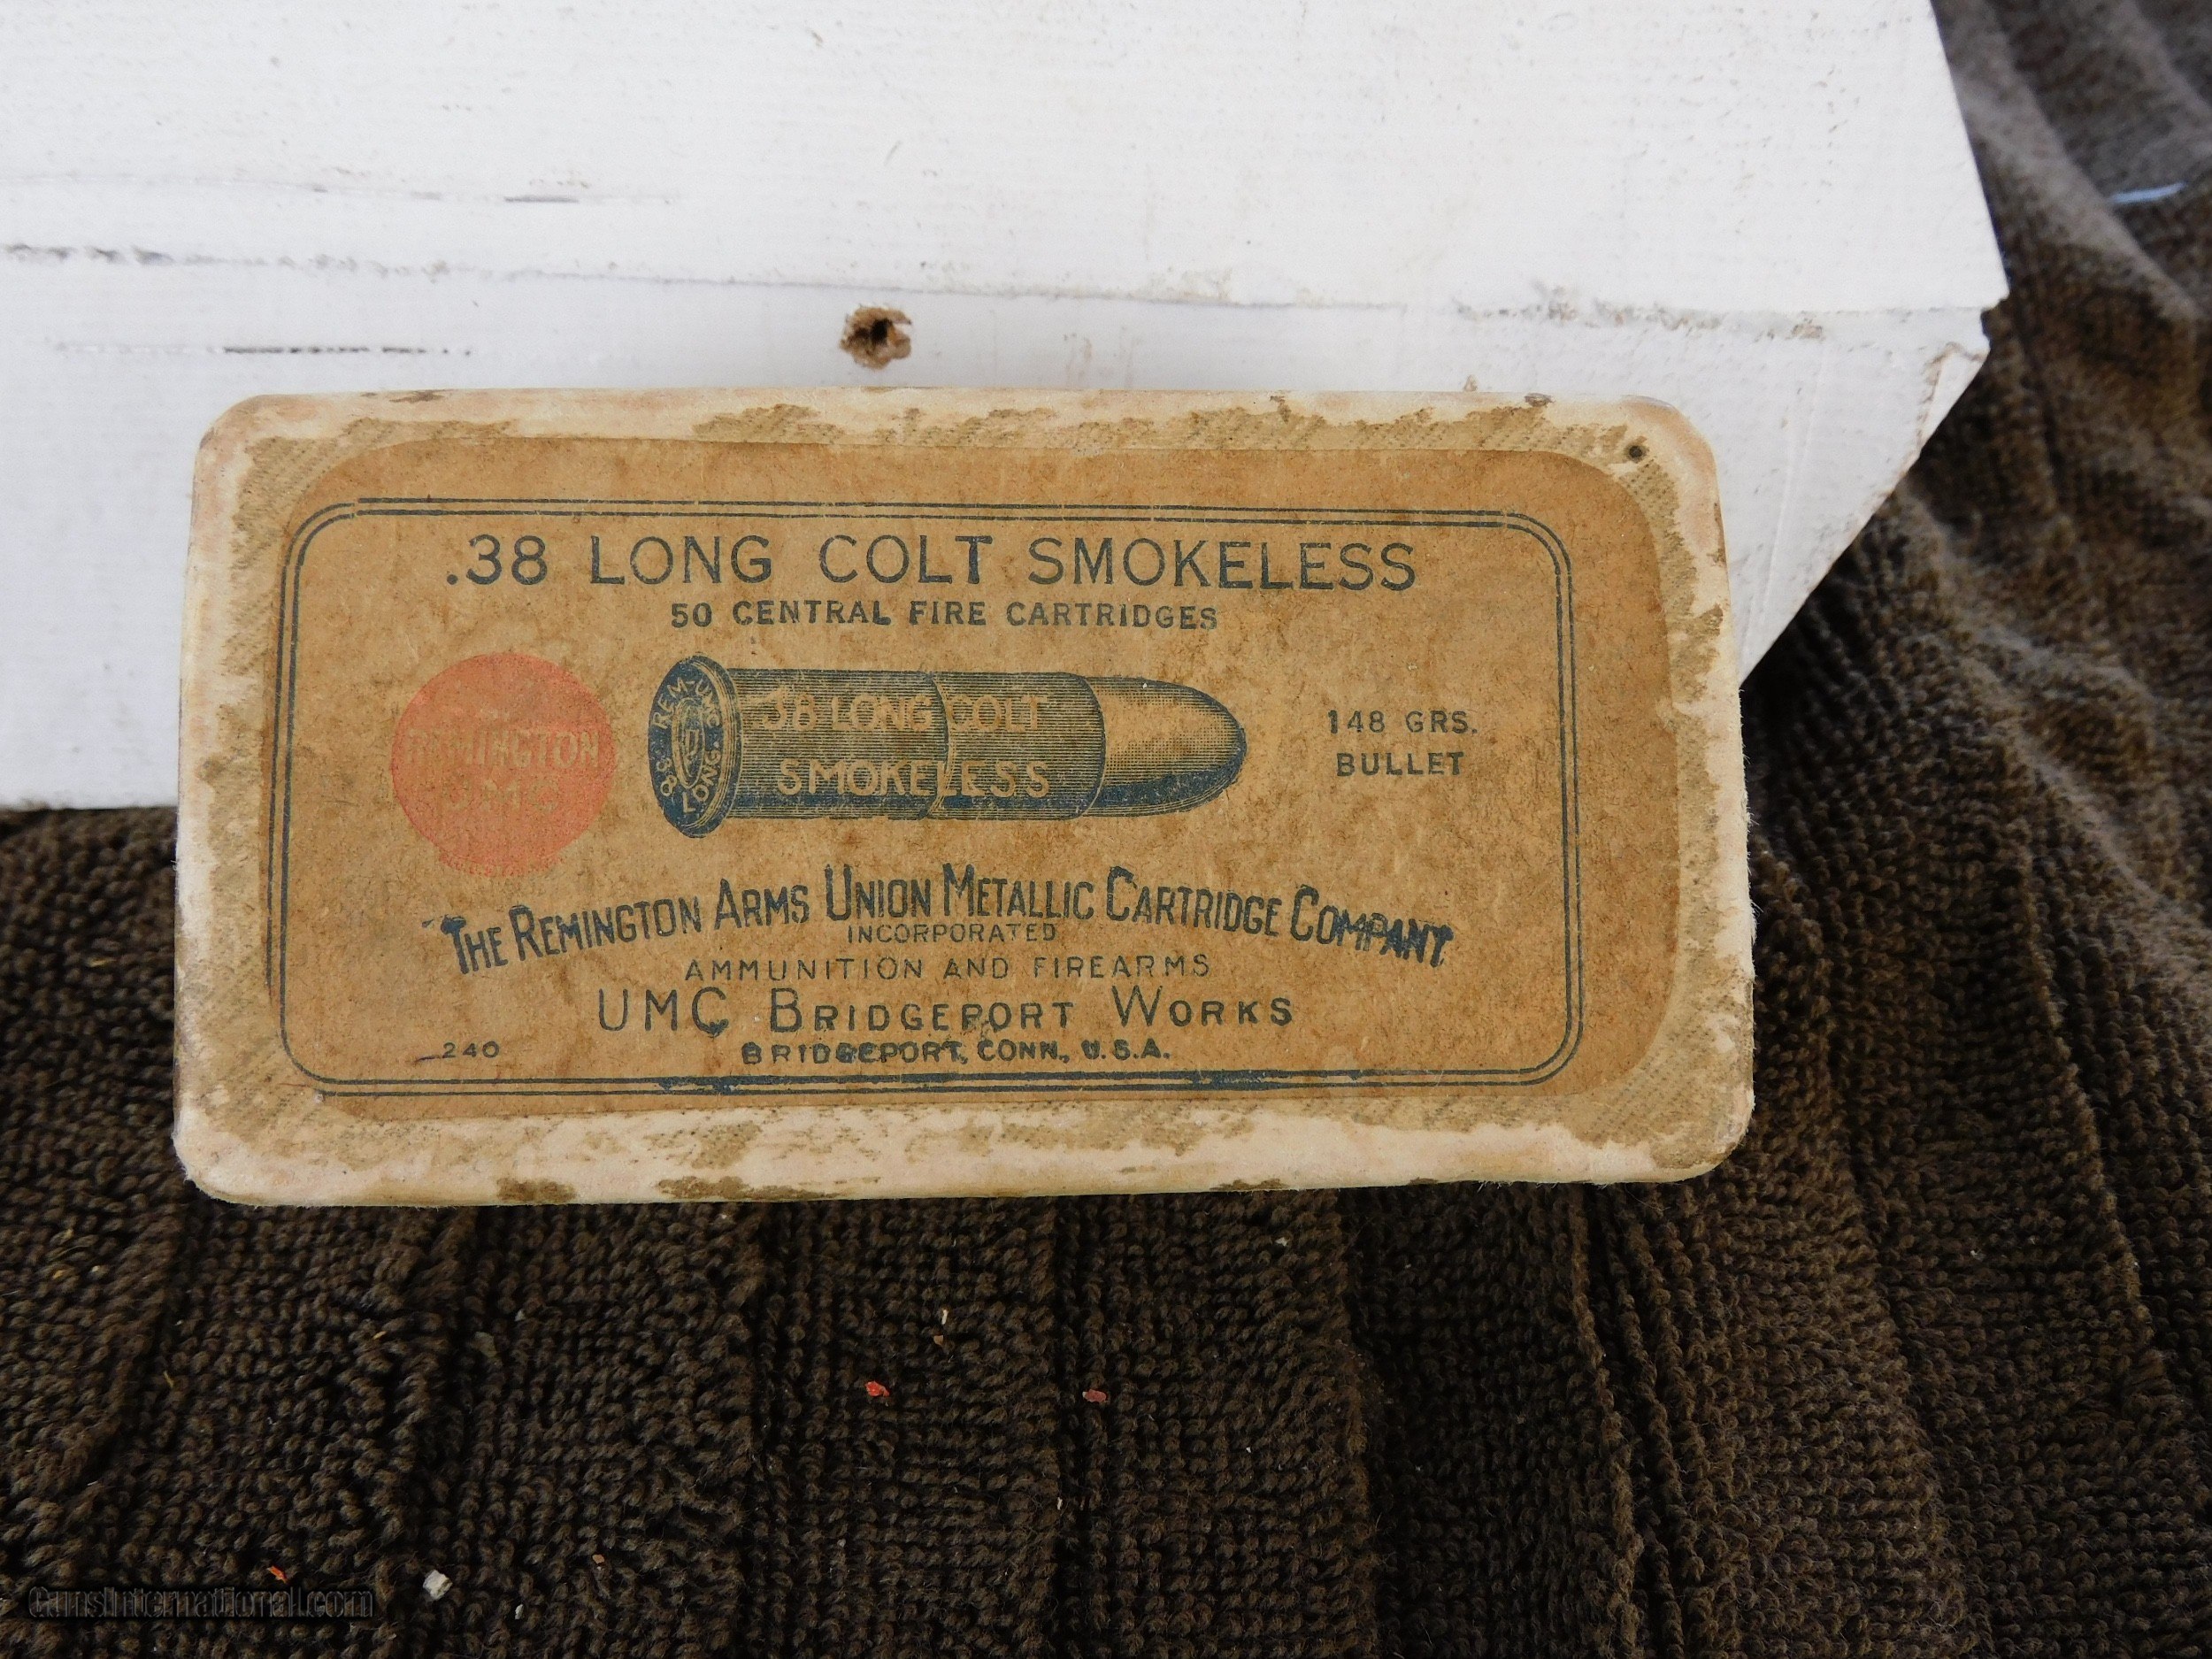 .38 LONG COLT SMOKELESS
50 CENTRAL FIRE CARTRIDGES
REMINGTON
UMC
REM-UMC
38 LONG
38 LONG COLT
SMOKELESS
148 GRS.
BULLET
THE REMINGTON ARMS UNION METALLIC CARTRIDGE COMPANY
INCORPORATED
AMMUNITION AND FIREARMS
UMC BRIDGEPORT WORKS
240
BRIDGEPORT, CONN., U.S.A.
GunsInternational.com